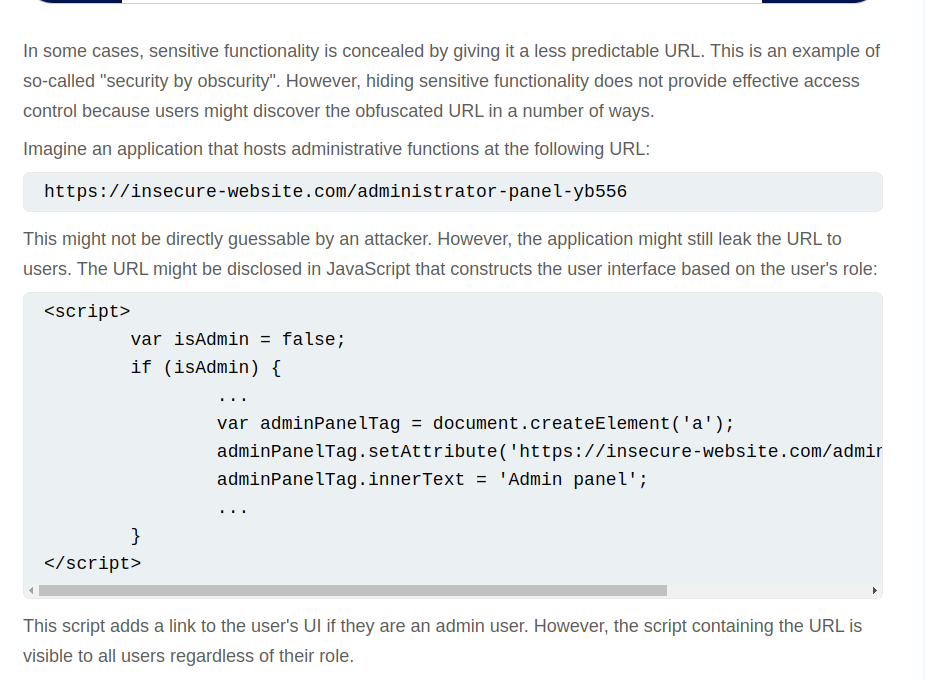 In some cases, sensitive functionality is concealed by giving it a less predictable URL. This is an example of
so-called "security by obscurity". However, hiding sensitive functionality does not provide effective access
control because users might discover the obfuscated URL in a number of ways.
Imagine an application that hosts administrative functions at the following URL:
https://insecure-website.com/administrator-panel-yb556
This might not be directly guessable by an attacker. However, the application might still leak the URL to
users. The URL might be disclosed in JavaScript that constructs the user interface based on the user's role:
<script>
var isAdmin = false;
if (isAdmin) {
...
var adminPanelTag = document.createElement('a');
adminPanelTag.setAttribute('https://insecure-website.com/admin
adminPanelTag.innerText = 'Admin panel';
...
}
</script>
This script adds a link to the user's UI if they are an admin user. However, the script containing the URL is
visible to all users regardless of their role.